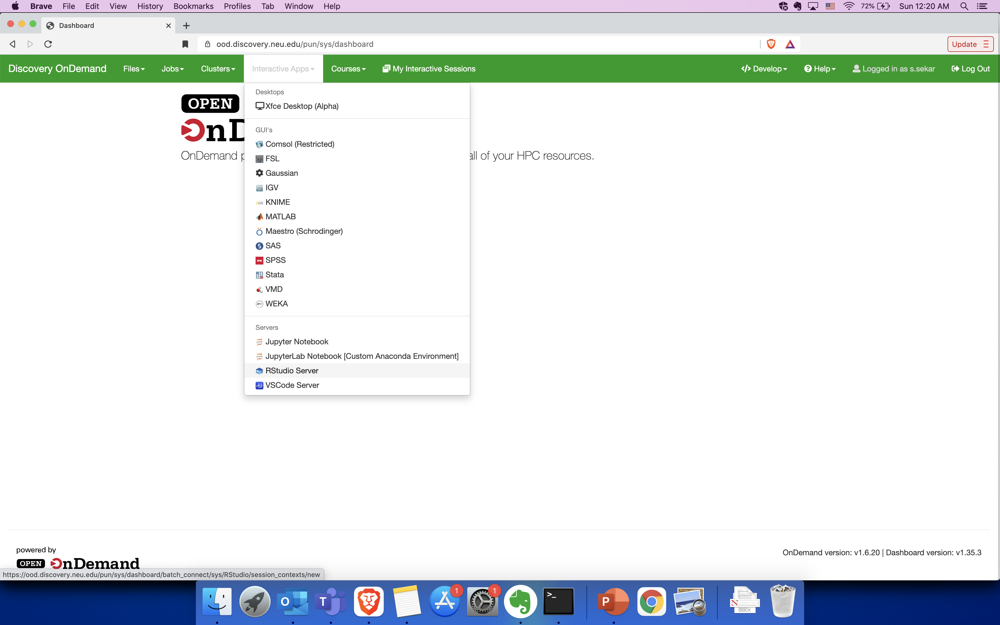 Brave File Edit View History Bookmarks Profiles Tab Window Help 72% Sun 12:20 AM
Dashboard
ood.discovery.neu.edu/pun/sys/dashboard Update
Discovery OnDemand Files Jobs Clusters Interactive Apps Courses My Interactive Sessions Develop Help Logged in as s.sekar Log Out
Desktops
Xfce Desktop (Alpha)
OPEN
OnD
OnDemand p all of your HPC resources.
GUI's
Comsol (Restricted)
FSL
Gaussian
IGV
KNIME
MATLAB
Maestro (Schrodinger)
SAS
SPSS
Stata
VMD
WEKA
Servers
Jupyter Notebook
JupyterLab Notebook [Custom Anaconda Environment]
RStudio Server
VSCode Server
powered by
OPEN OnDemand
OnDemand version: v1.6.20 | Dashboard version: v1.35.3
https://ood.discovery.neu.edu/pun/sys/dashboard/batch_connect/sys/RStudio/session_contexts/new
O T 1 1 >_ P N DOCX